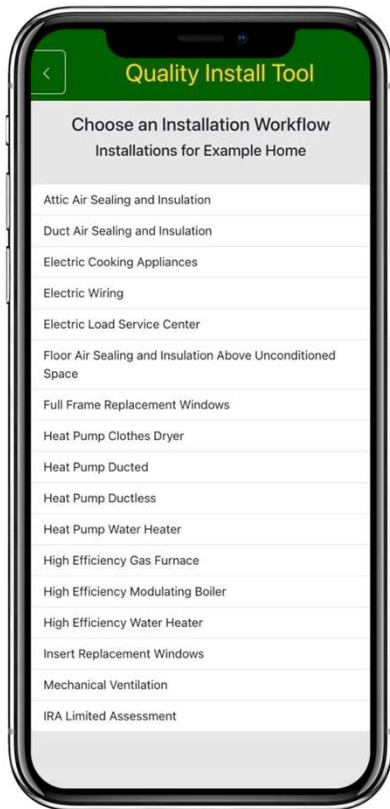 Quality Install Tool
Choose an Installation Workflow
Installations for Example Home
Attic Air Sealing and Insulation
Duct Air Sealing and Insulation
Electric Cooking Appliances
Electric Wiring
Electric Load Service Center
Floor Air Sealing and Insulation Above Unconditioned
Space
Full Frame Replacement Windows
Heat Pump Clothes Dryer
Heat Pump Ducted
Heat Pump Ductless
Heat Pump Water Heater
High Efficiency Gas Furnace
High Efficiency Modulating Boiler
High Efficiency Water Heater
Insert Replacement Windows
Mechanical Ventilation
IRA Limited Assessment